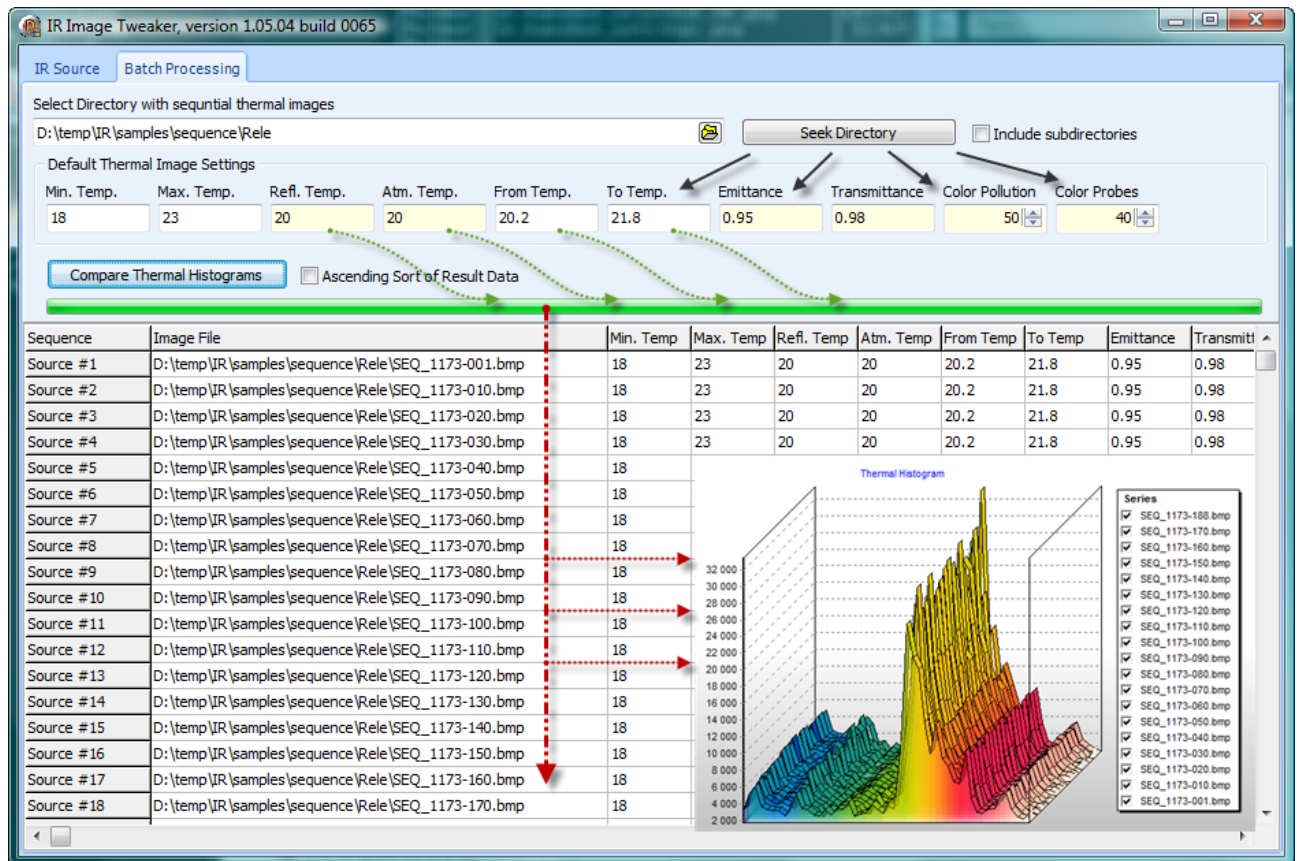 IR Image Tweaker, version 1.05.04 build 0065
IR Source Batch Processing
Select Directory with sequntial thermal images
D:\temp\IR\samples\sequence\Rele Seek Directory Include subdirectories
Default Thermal Image Settings
Min. Temp. Max. Temp. Refl. Temp. Atm. Temp. From Temp. To Temp. Emittance Transmittance Color Pollution Color Probes
18 23 20 20 20.2 21.8 0.95 0.98 50 40
Compare Thermal Histograms Ascending Sort of Result Data
Sequence Image File Min. Temp Max. Temp Refl. Temp Atm. Temp From Temp To Temp Emittance Transmitt
Source #1 D:\temp\IR\samples\sequence\Rele\SEQ_1173-001.bmp 18 23 20 20 20.2 21.8 0.95 0.98
Source #2 D:\temp\IR\samples\sequence\Rele\SEQ_1173-010.bmp 18 23 20 20 20.2 21.8 0.95 0.98
Source #3 D:\temp\IR\samples\sequence\Rele\SEQ_1173-020.bmp 18 23 20 20 20.2 21.8 0.95 0.98
Source #4 D:\temp\IR\samples\sequence\Rele\SEQ_1173-030.bmp 18 23 20 20 20.2 21.8 0.95 0.98
Source #5 D:\temp\IR\samples\sequence\Rele\SEQ_1173-040.bmp 18
Source #6 D:\temp\IR\samples\sequence\Rele\SEQ_1173-050.bmp 18
Source #7 D:\temp\IR\samples\sequence\Rele\SEQ_1173-060.bmp 18
Source #8 D:\temp\IR\samples\sequence\Rele\SEQ_1173-070.bmp 18
Source #9 D:\temp\IR\samples\sequence\Rele\SEQ_1173-080.bmp 18
Source #10 D:\temp\IR\samples\sequence\Rele\SEQ_1173-090.bmp 18
Source #11 D:\temp\IR\samples\sequence\Rele\SEQ_1173-100.bmp 18
Source #12 D:\temp\IR\samples\sequence\Rele\SEQ_1173-110.bmp 18
Source #13 D:\temp\IR\samples\sequence\Rele\SEQ_1173-120.bmp 18
Source #14 D:\temp\IR\samples\sequence\Rele\SEQ_1173-130.bmp 18
Source #15 D:\temp\IR\samples\sequence\Rele\SEQ_1173-140.bmp 18
Source #16 D:\temp\IR\samples\sequence\Rele\SEQ_1173-150.bmp 18
Source #17 D:\temp\IR\samples\sequence\Rele\SEQ_1173-160.bmp 18
Source #18 D:\temp\IR\samples\sequence\Rele\SEQ_1173-170.bmp 18
Thermal Histogram
32 000
30 000
28 000
26 000
24 000
22 000
20 000
18 000
16 000
14 000
12 000
10 000
8 000
6 000
4 000
2 000
Series
SEQ_1173-188.bmp
SEQ_1173-170.bmp
SEQ_1173-160.bmp
SEQ_1173-150.bmp
SEQ_1173-140.bmp
SEQ_1173-130.bmp
SEQ_1173-120.bmp
SEQ_1173-110.bmp
SEQ_1173-100.bmp
SEQ_1173-090.bmp
SEQ_1173-080.bmp
SEQ_1173-070.bmp
SEQ_1173-060.bmp
SEQ_1173-050.bmp
SEQ_1173-040.bmp
SEQ_1173-030.bmp
SEQ_1173-020.bmp
SEQ_1173-010.bmp
SEQ_1173-001.bmp